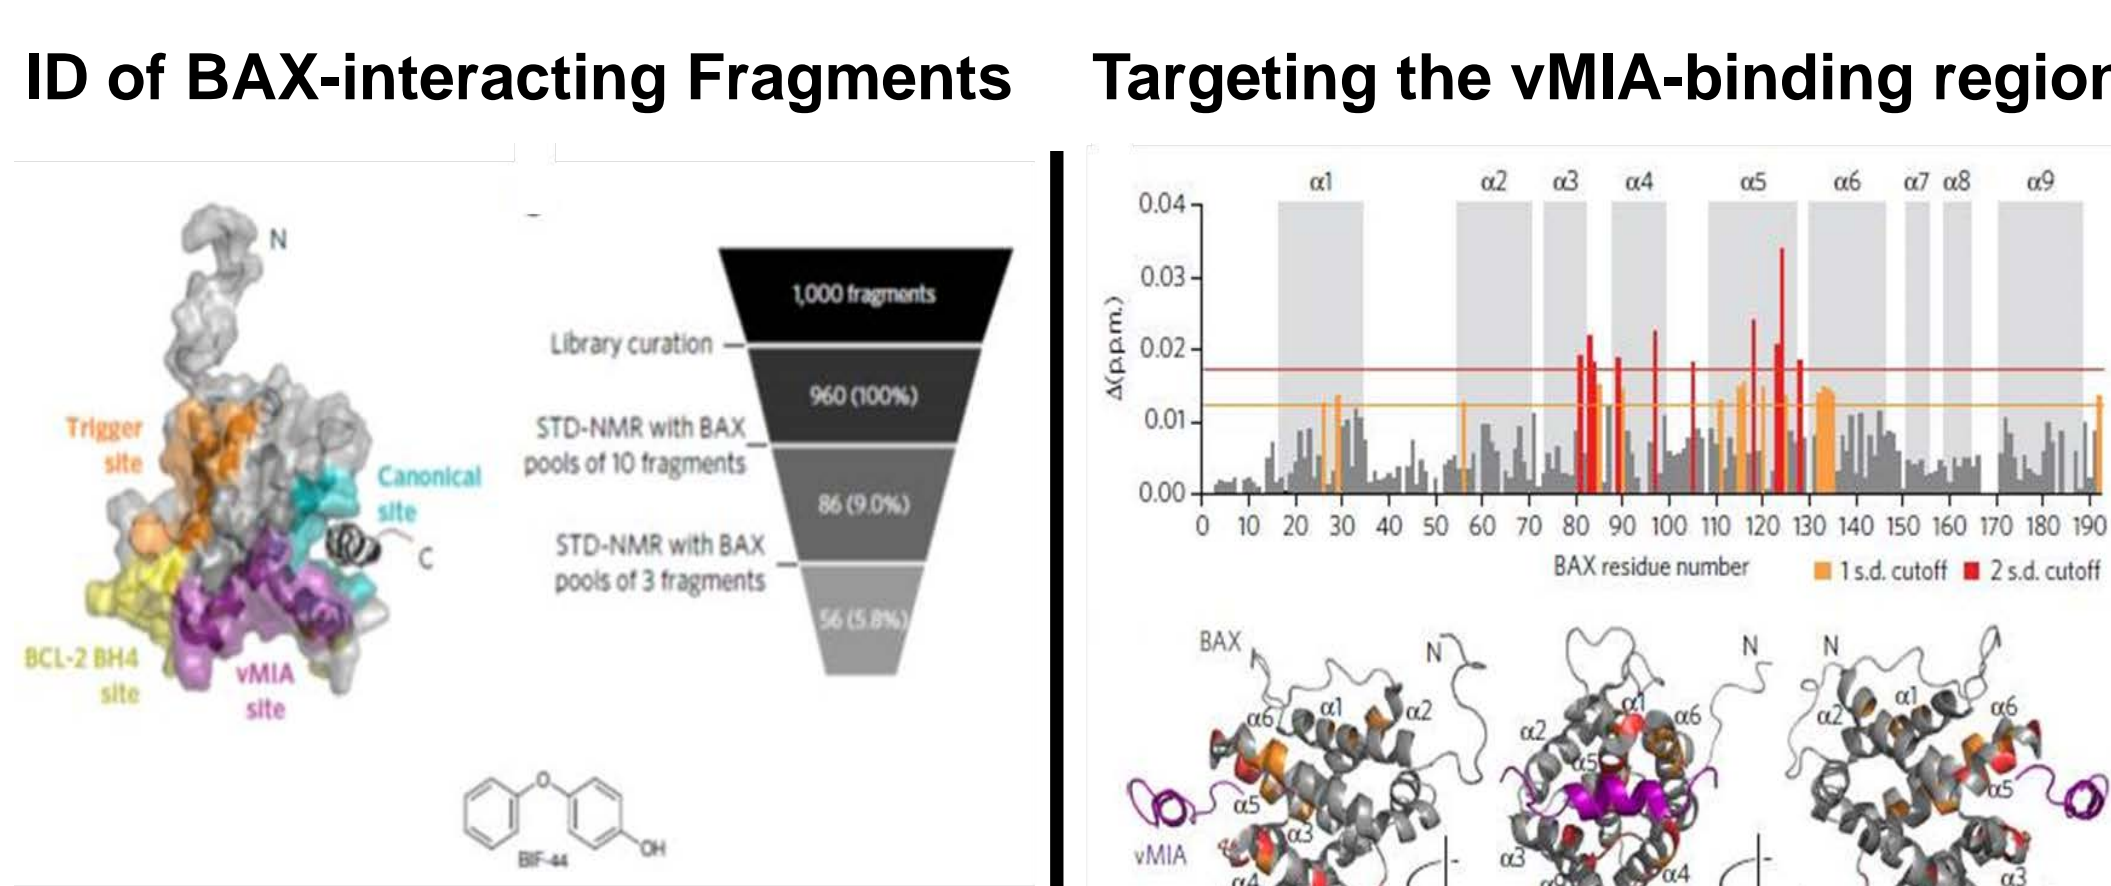 ID of BAX-interacting Fragments
N
Trigger
site
Canonical
site
C
BCL-2 BH4
site
vMIA
site
1,000 fragments
Library curation
960 (100%)
STD-NMR with BAX
pools of 10 fragments
86 (9.0%)
STD-NMR with BAX
pools of 3 fragments
56 (5.8%)
O
OH
BIF-44
Targeting the vMIA-binding region
α1 α2 α3 α4 α5 α6 α7 α8 α9
0.04
0.03
0.02
0.01
0.00
Δ(p.p.m.)
0 10 20 30 40 50 60 70 80 90 100 110 120 130 140 150 160 170 180 190
BAX residue number
1 s.d. cutoff
2 s.d. cutoff
BAX
N
α6
α1
α2
α5
α3
vMIA
α4
N
α1
α6
α2
α5
α3
α4
N
α1
α2
α6
α5
α3